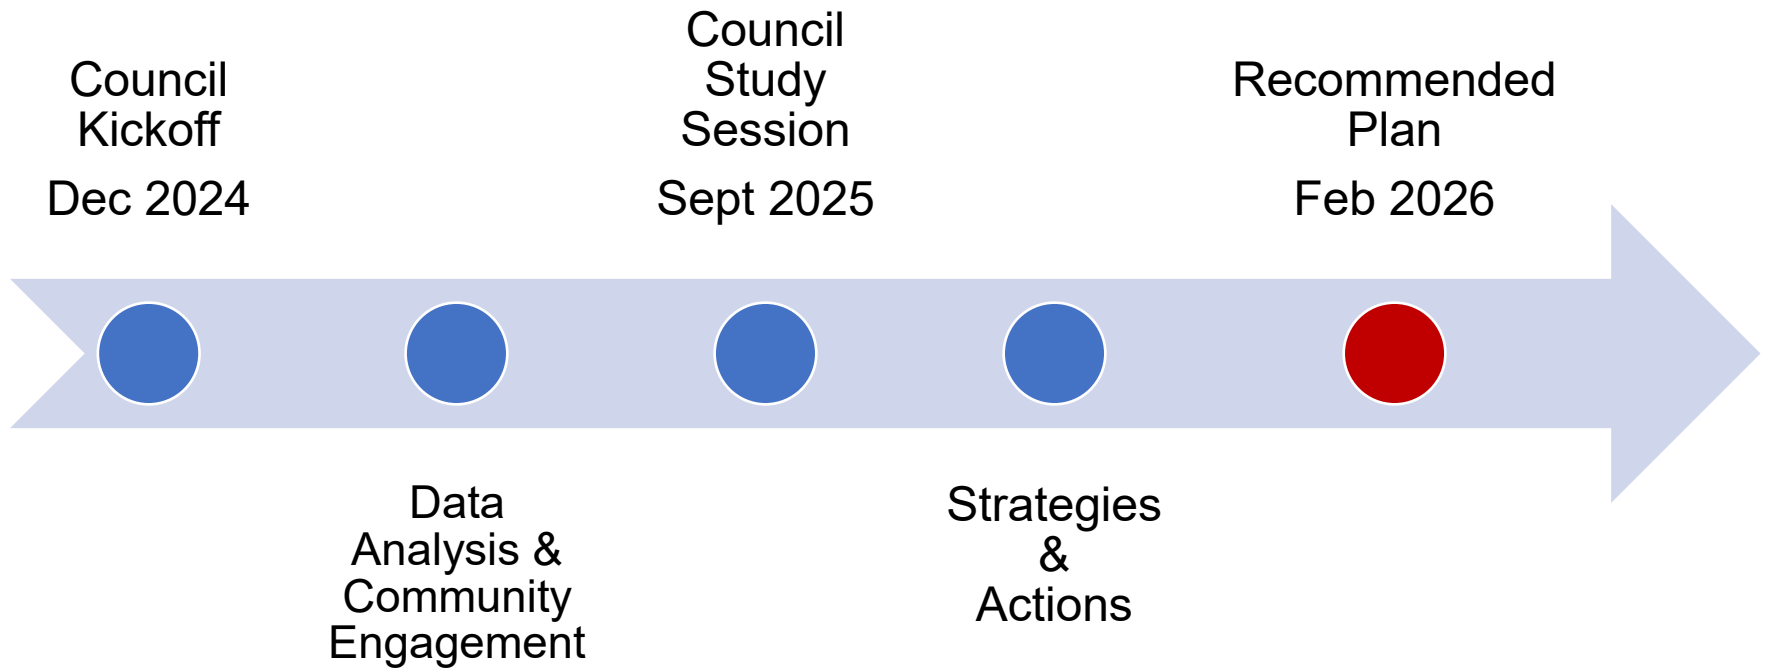 Council
Kickoff
Dec 2024
Data
Analysis &
Community
Engagement
Council
Study
Session
Sept 2025
Strategies
&
Actions
Recommended
Plan
Feb 2026